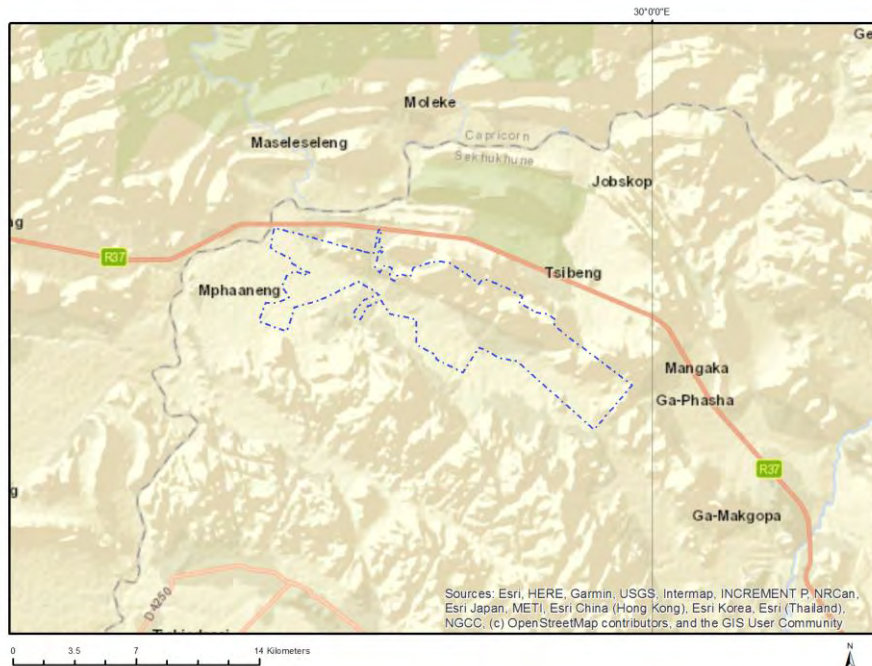 30°0'0"E
Ge
Moleke
Capricorn
Maseleseleng
Sekhukhune
Jobskop
ng
R37
Tsibeng
Mphaaneng
Mangaka
Ga-Phasha
R37
g
Ga-Makgopa
D4250
Sources: Esri, HERE, Garmin, USGS, Intermap, INCREMENT P, NRCan,
Esri Japan, METI, Esri China (Hong Kong), Esri Korea, Esri (Thailand),
NGCC, (c) OpenStreetMap contributors, and the GIS User Community
0 3.5 7 14 Kilometers
N